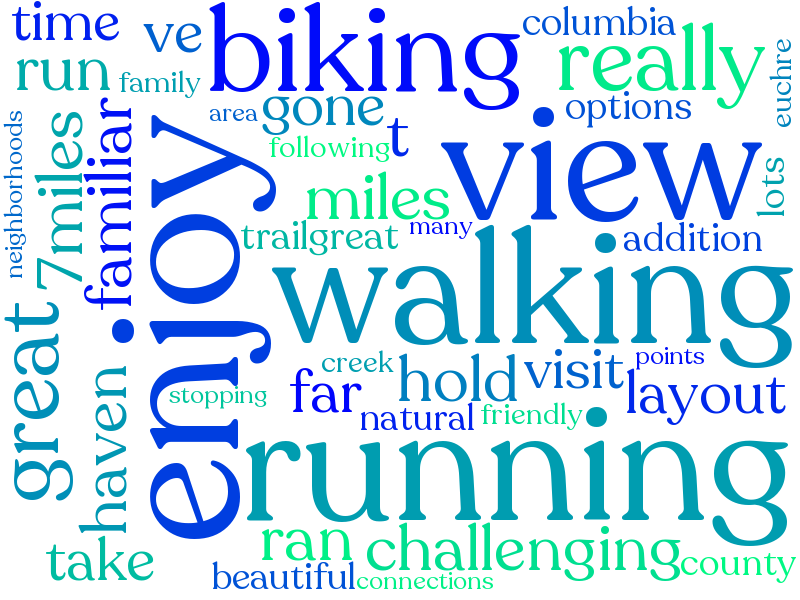 time
ve
biking
columbia
really
run
family
area
gone
options
euchre
following
t
neighborhoods
7miles
familiar
enjoy
view
miles
lots
trailgreat
many
addition
walking
great
haven
creek
hold
visit
points
stopping
far
natural
friendly
layout
running
take
ran
challenging
county
beautiful
connections